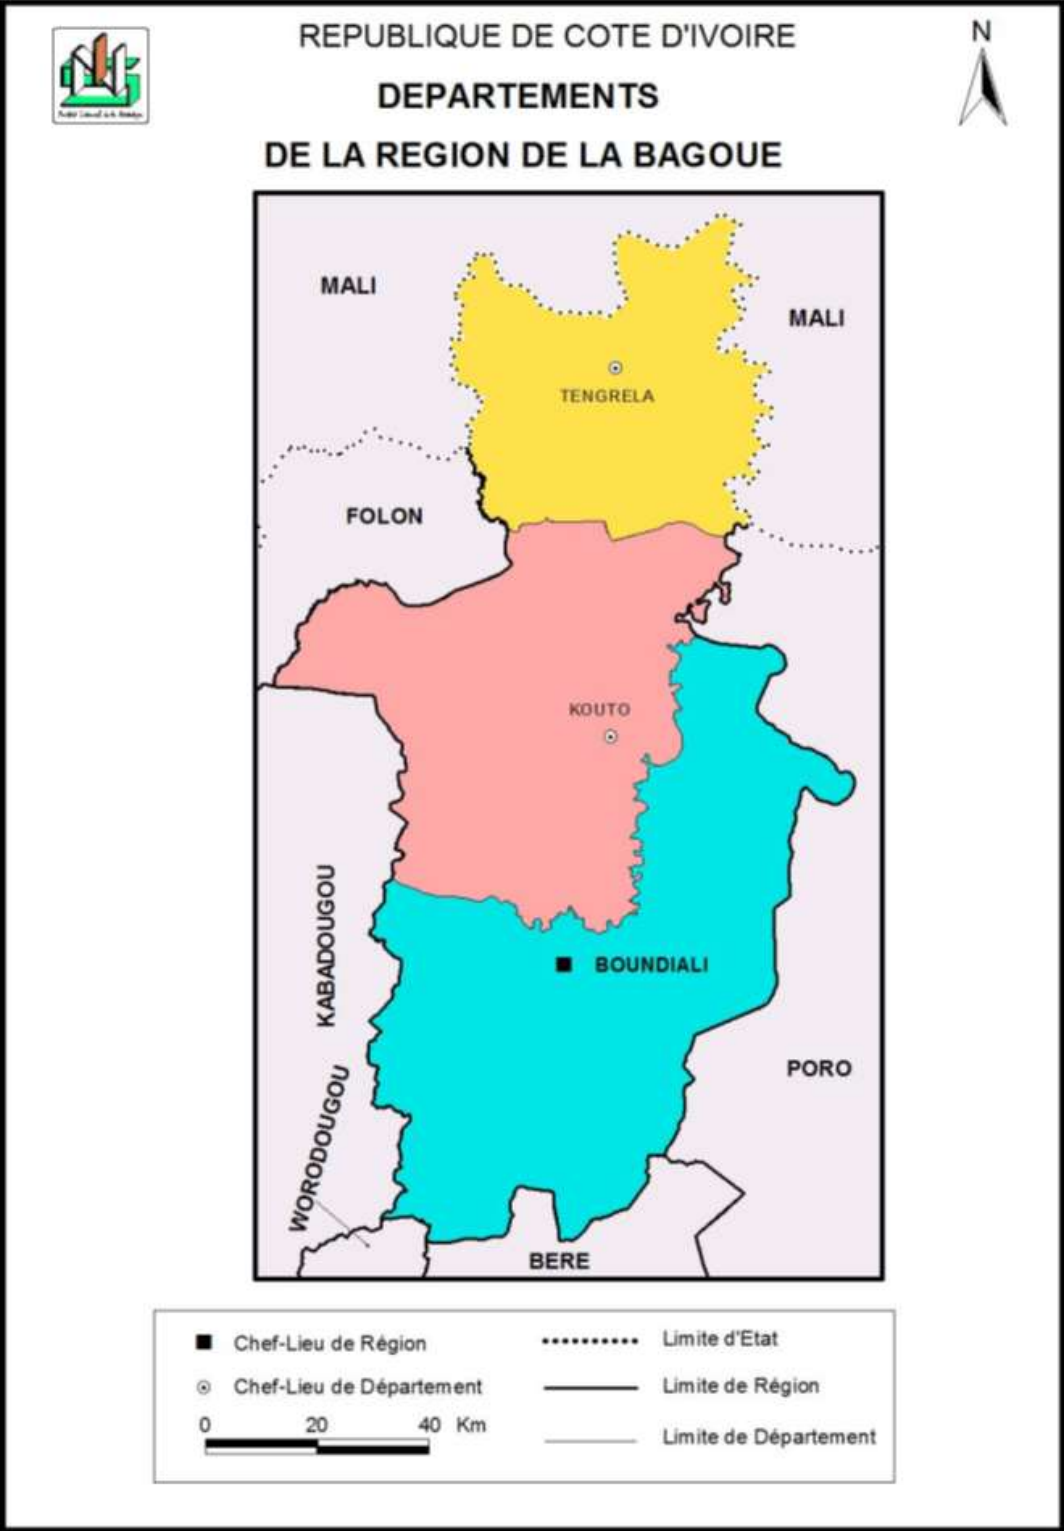 REPUBLIQUE DE COTE D'IVOIRE
N
DEPARTEMENTS
DE LA REGION DE LA BAGOUE
MALI
MALI
TENGRELA
FOLON
KOUTO
KABADOUGOU
BOUNDIALI
PORO
WORODOUGOU
BERE
Chef-Lieu de Région
Limite d'Etat
Chef-Lieu de Département
Limite de Région
0 20 40 Km
Limite de Département